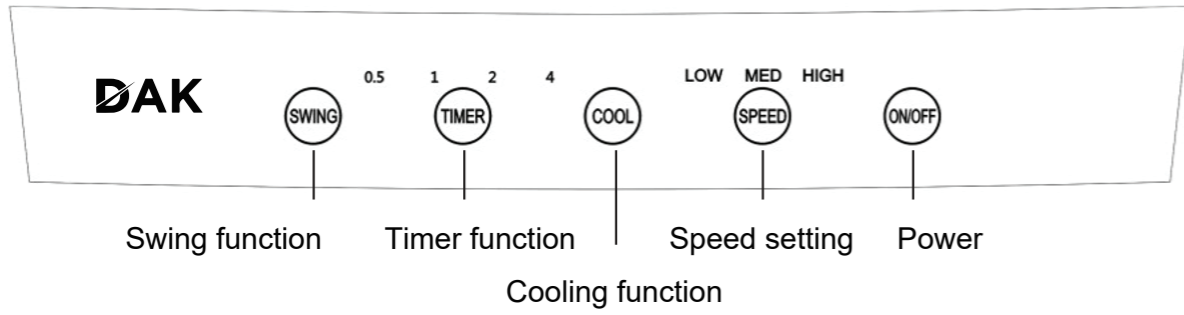 0.5 1 2 4 LOW MED HIGH
DAK SWING TIMER COOL SPEED ON/OFF
Swing function Timer function Speed setting Power
Cooling function